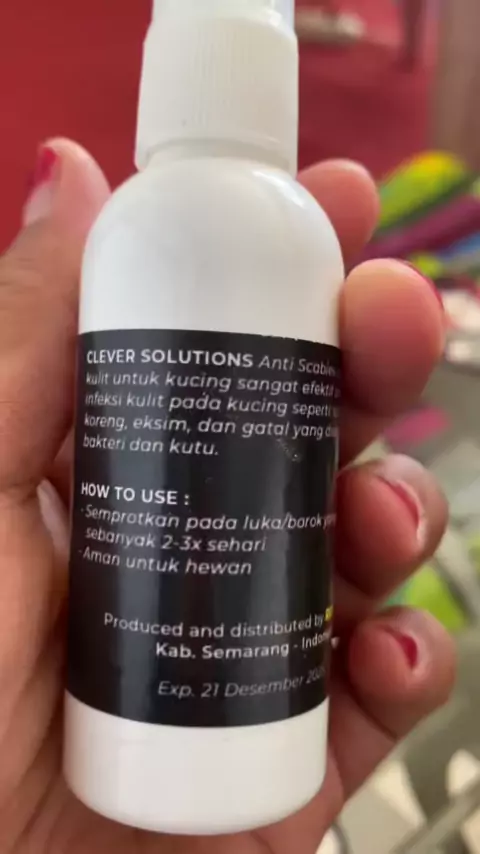 CLEVER SOLUTIONS Anti Scabies
kulit untuk kucing sangat efektif
infeksi kulit pada kucing seperti
koreng, eksim, dan gatal yang
bakteri dan kutu.
HOW TO USE :
·Semprotkan pada luka/barok
sebanyak 2-3x sehari
·Aman untuk hewan
Produced and distributed by
Kab. Semarang -
Exp. 21 Desember